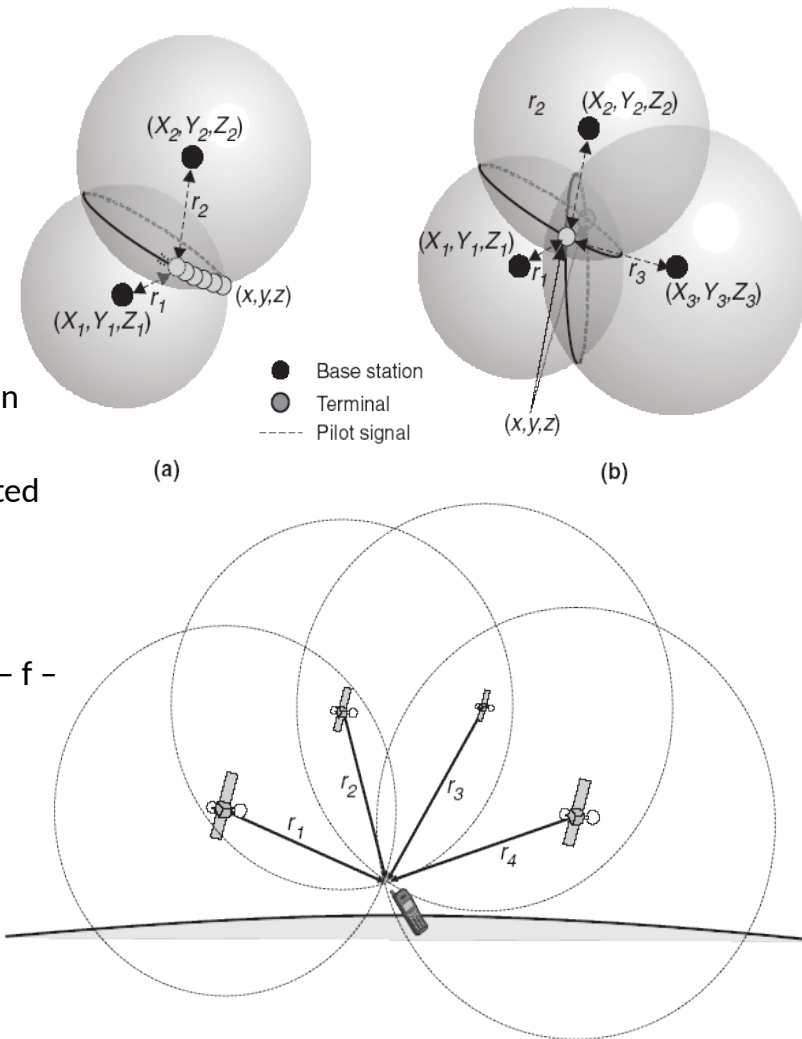 (X2,Y2,Z2)
r2
r1
(x,y,z)
(X1,Y1,Z1)
r2
(X2,Y2,Z2)
(X1,Y1,Z1)
r1
r3
(X3,Y3,Z3)
(x,y,z)
Base station
Terminal
Pilot signal
(a)
(b)
n
ted
– f –
r1
r2
r3
r4